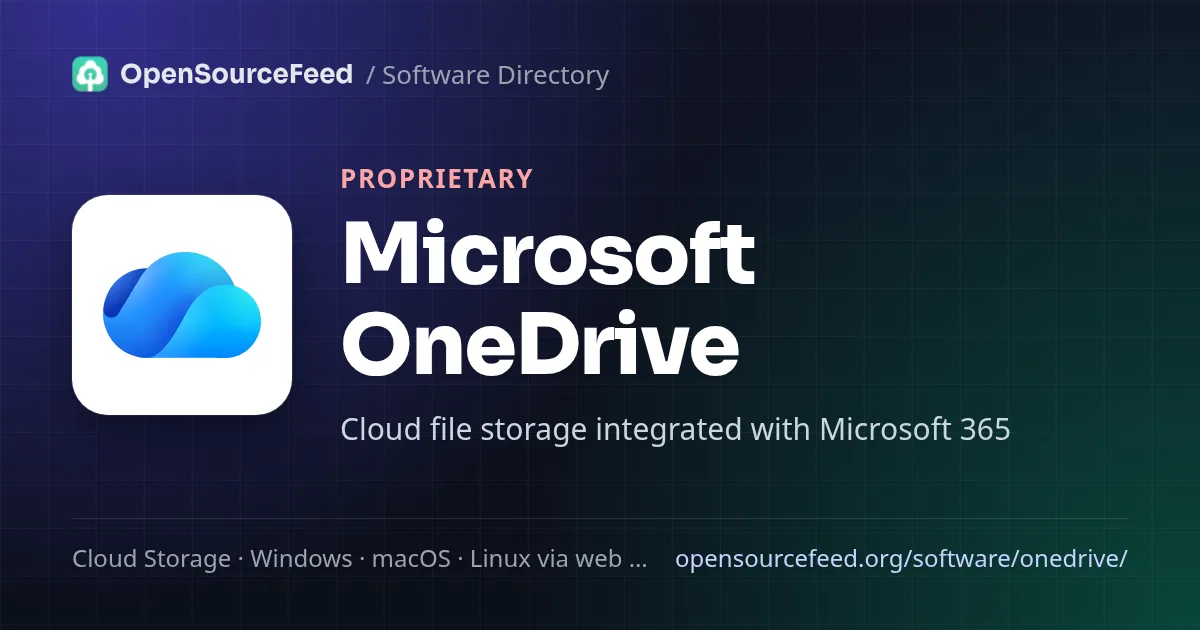 OpenSourceFeed / Software Directory
PROPRIETARY
Microsoft
OneDrive
Cloud file storage integrated with Microsoft 365
Cloud Storage · Windows · macOS · Linux via web ... opensourcefeed.org/software/onedrive/